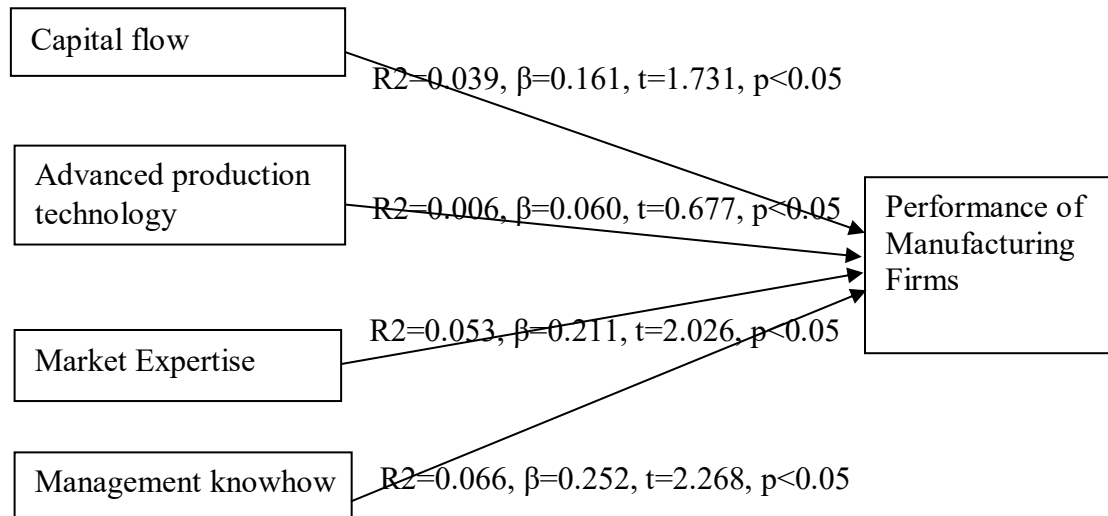 Capital flow
R2=0.039, β=0.161, t=1.731, p<0.05
Advanced production
technology
R2=0.006, β=0.060, t=0.677, p<0.05
Performance of
Manufacturing
Firms
R2=0.053, β=0.211, t=2.026, p<0.05
Market Expertise
Management knowhow
R2=0.066, β=0.252, t=2.268, p<0.05